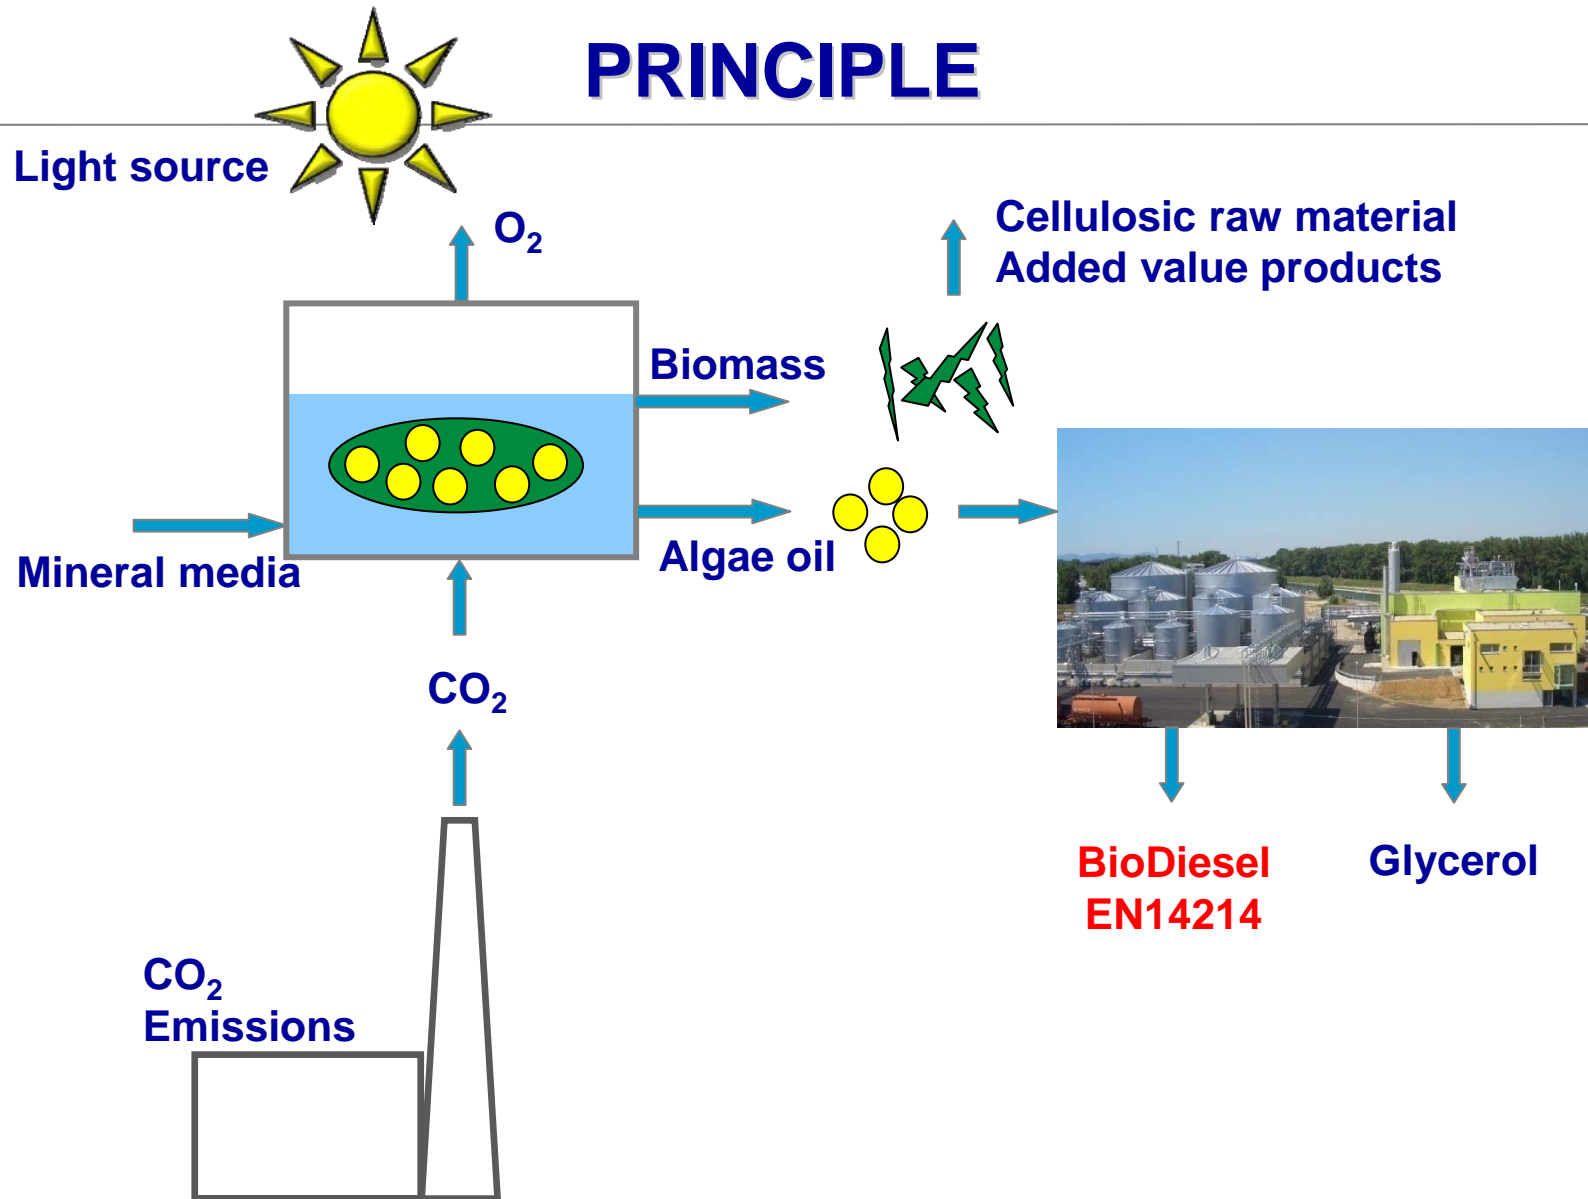 PRINCIPLE
Light source
O₂
Cellulosic raw material
Added value products
Biomass
Algae oil
Mineral media
CO₂
BioDiesel
EN14214
Glycerol
CO₂
Emissions